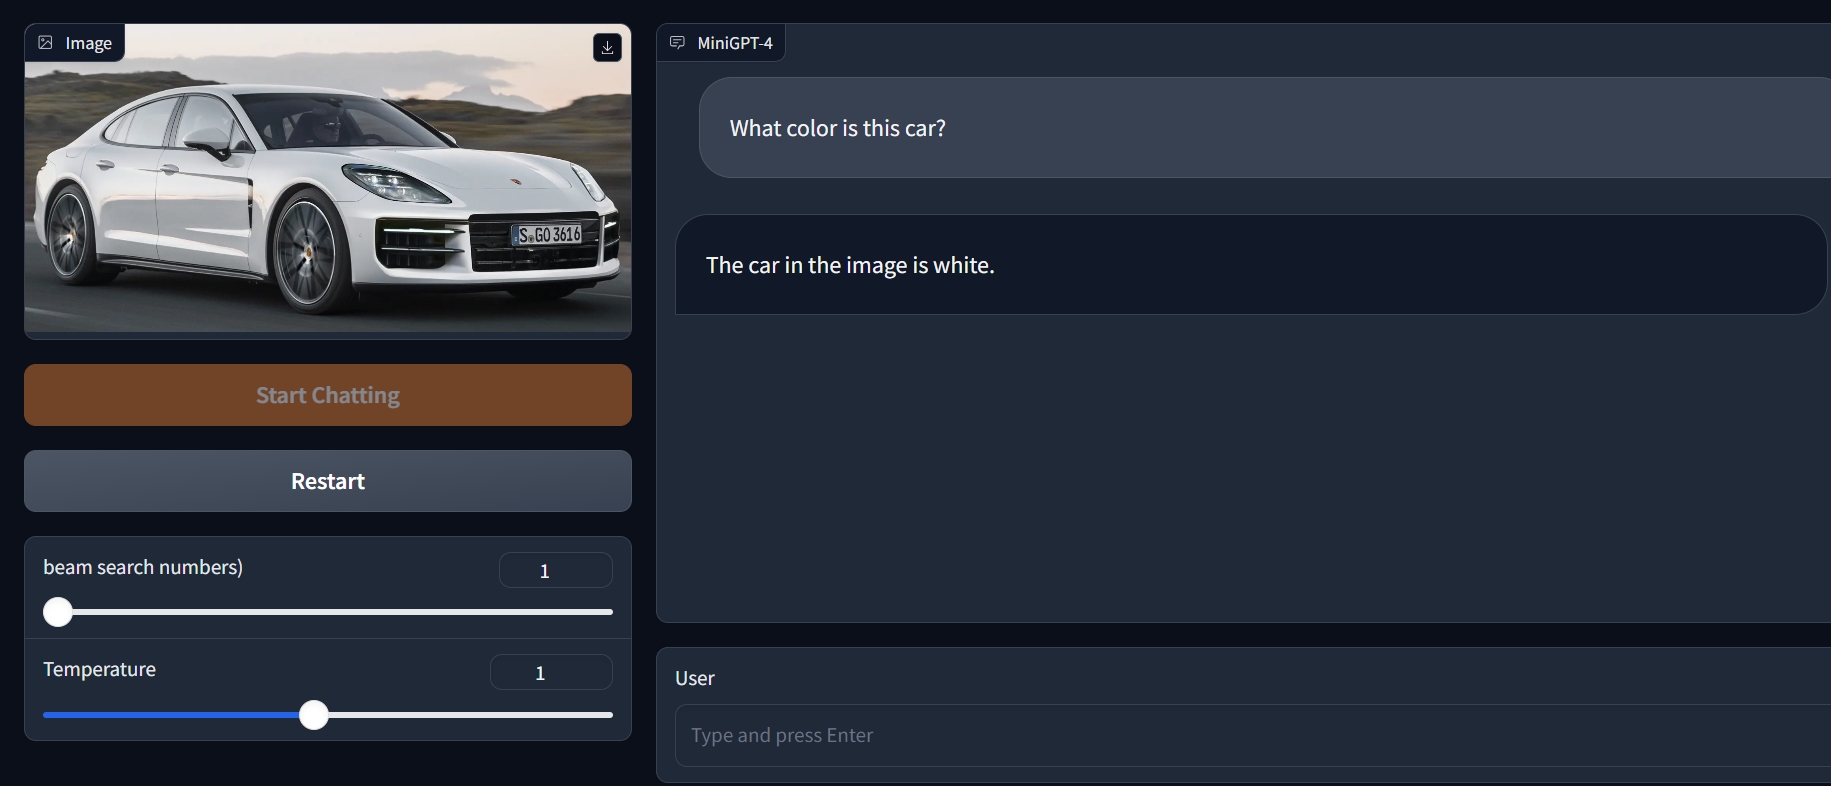 Image
S GO 3616
Start Chatting
Restart
beam search numbers)
1
Temperature
1
MiniGPT-4
What color is this car?
The car in the image is white.
User
Type and press Enter